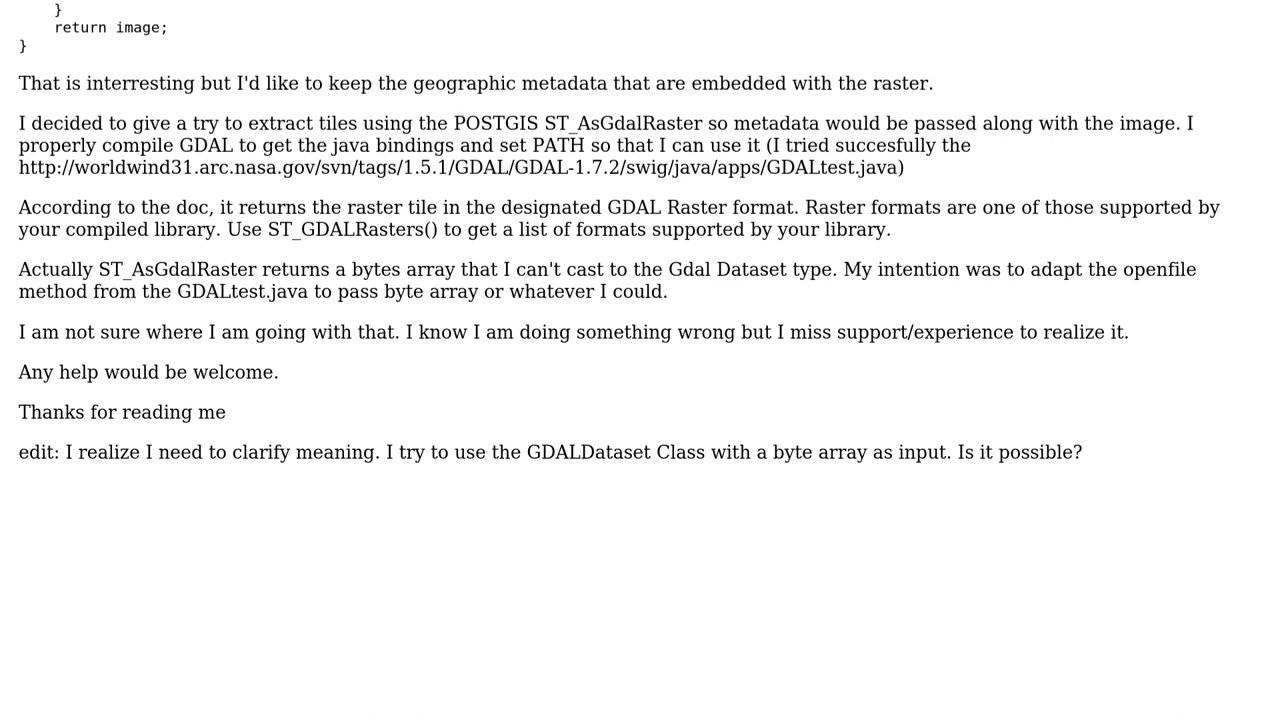 }
return image;
}
That is interresting but I'd like to keep the geographic metadata that are embedded with the raster.
I decided to give a try to extract tiles using the POSTGIS ST_AsGdalRaster so metadata would be passed along with the image. I
properly compile GDAL to get the java bindings and set PATH so that I can use it (I tried succesfully the
http://worldwind31.arc.nasa.gov/svn/tags/1.5.1/GDAL/GDAL-1.7.2/swig/java/apps/GDALtest.java)
According to the doc, it returns the raster tile in the designated GDAL Raster format. Raster formats are one of those supported by
your compiled library. Use ST_GDALRasters() to get a list of formats supported by your library.
Actually ST_AsGdalRaster returns a bytes array that I can't cast to the Gdal Dataset type. My intention was to adapt the openfile
method from the GDALtest.java to pass byte array or whatever I could.
I am not sure where I am going with that. I know I am doing something wrong but I miss support/experience to realize it.
Any help would be welcome.
Thanks for reading me
edit: I realize I need to clarify meaning. I try to use the GDALDataset Class with a byte array as input. Is it possible?